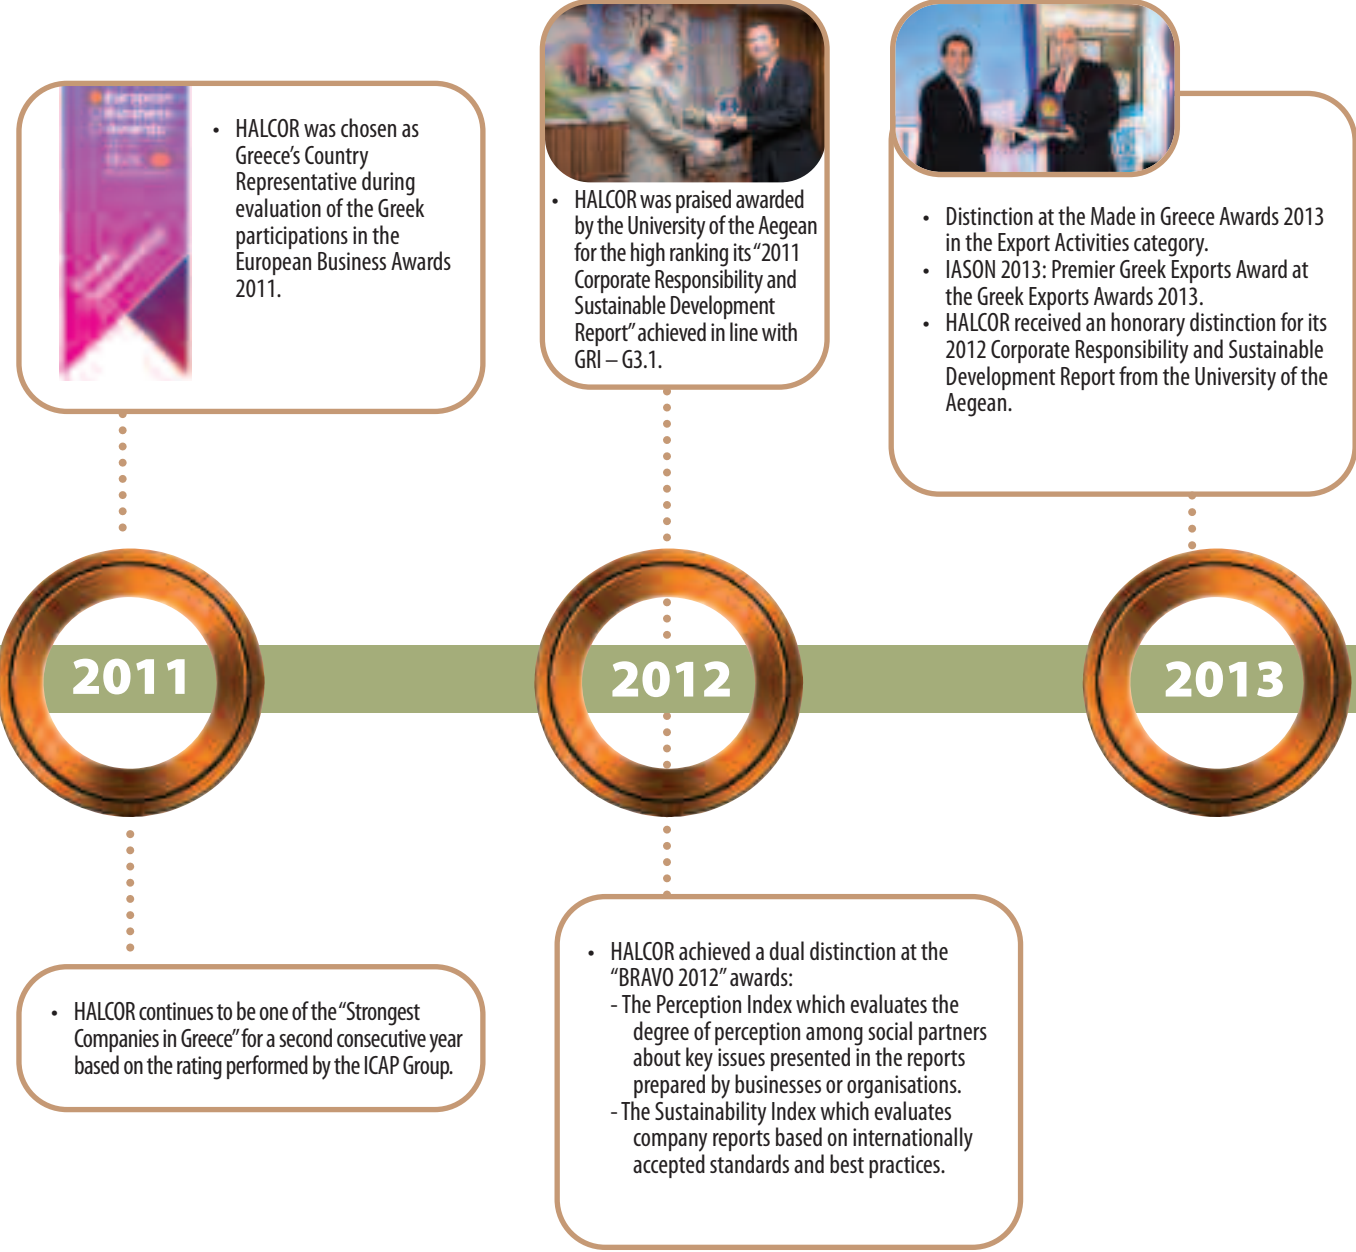 European
Business
Awards
• HALCOR was chosen as
Greece’s Country
Representative during
evaluation of the Greek
participations in the
European Business Awards
2011.
• HALCOR was praised awarded
by the University of the Aegean
for the high ranking its “2011
Corporate Responsibility and
Sustainable Development
Report” achieved in line with
GRI – G3.1.
• Distinction at the Made in Greece Awards 2013
in the Export Activities category.
• IASON 2013: Premier Greek Exports Award at
the Greek Exports Awards 2013.
• HALCOR received an honorary distinction for its
2012 Corporate Responsibility and Sustainable
Development Report from the University of the
Aegean.
2011
2012
2013
• HALCOR continues to be one of the “Strongest
Companies in Greece” for a second consecutive year
based on the rating performed by the ICAP Group.
• HALCOR achieved a dual distinction at the
“BRAVO 2012” awards:
- The Perception Index which evaluates the
degree of perception among social partners
about key issues presented in the reports
prepared by businesses or organisations.
- The Sustainability Index which evaluates
company reports based on internationally
accepted standards and best practices.